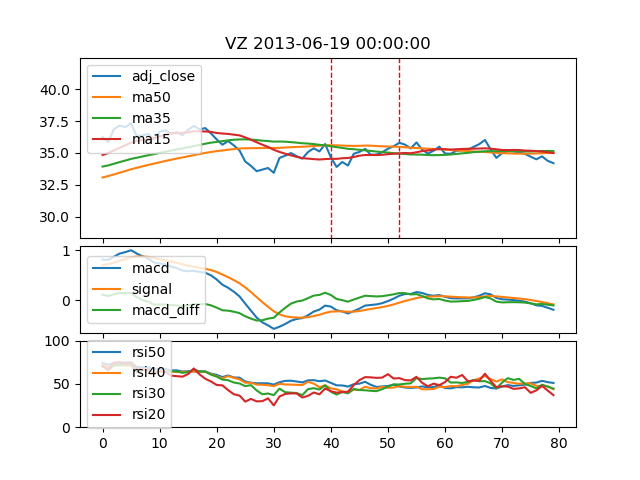 VZ 2013-06-19 00:00:00
40.0
37.5
35.0
32.5
30.0
adj_close
ma50
ma35
ma15
1
0
macd
signal
macd_diff
100
50
0
rsi50
rsi40
rsi30
rsi20
0 10 20 30 40 50 60 70 80